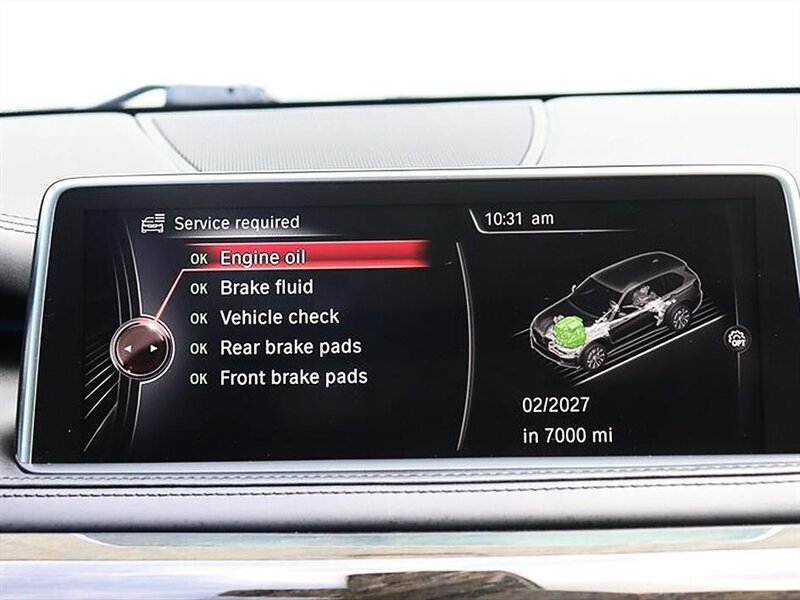 Service required
10:31 am
OK Engine oil
OK Brake fluid
OK Vehicle check
OK Rear brake pads
OK Front brake pads
OPT
02/2027
in 7000 mi